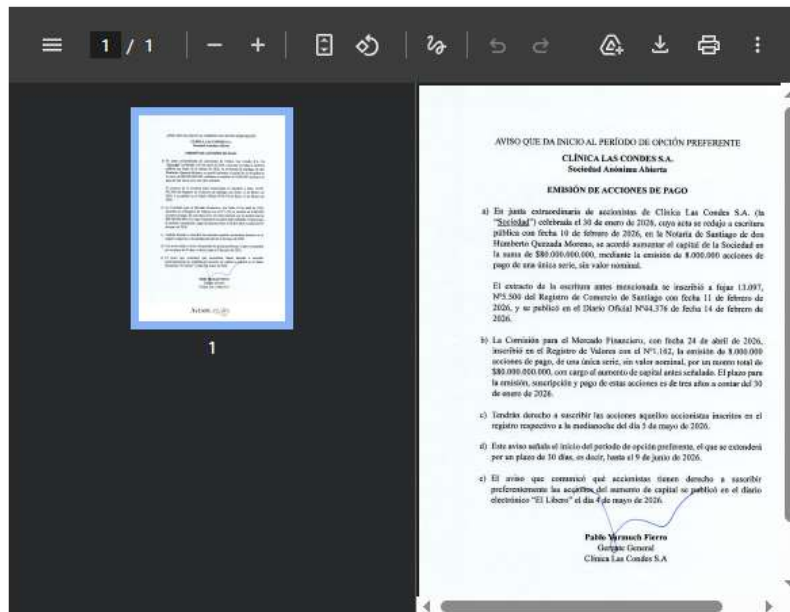 1 / 1
1
AVISO QUE DA INICIO AL PERÍODO DE OPCIÓN PREFERENTE
CLÍNICA LAS CONDES S.A.
Sociedad Anónima Abierta
EMISIÓN DE ACCIONES DE PAGO
a) En junta extraordinaria de accionistas de Clínica Las Condes S.A. (la
"Sociedad") celebrada el 30 de enero de 2026, cuya acta se redujo a escritura
pública con fecha 10 de febrero de 2026, en la Notaría de Santiago de don
Humberto Quezada Moreno, se acordó aumentar el capital de la Sociedad en
la suma de $80.000.000.000, mediante la emisión de 8.000.000 acciones de
pago de una única serie, sin valor nominal.
El extracto de la escritura antes mencionada se inscribió a fojas 13.097,
N°5.500 del Registro de Comercio de Santiago con fecha 11 de febrero de
2026, y se publicó en el Diario Oficial N°44.376 de fecha 14 de febrero de
2026.
b) La Comisión para el Mercado Financiero, con fecha 24 de abril de 2026,
inscribió en el Registro de Valores con el N°1.162, la emisión de 8.000.000
acciones de pago, de una única serie, sin valor nominal, por un monto total de
$80.000.000.000, con cargo al aumento de capital antes señalado. El plazo para
la emisión, suscripción y pago de estas acciones es de tres años a contar del 30
de enero de 2026.
c) Tendrán derecho a suscribir las acciones aquellos accionistas inscritos en el
registro respectivo a la medianoche del día 5 de mayo de 2026.
d) Este aviso señala el inicio del periodo de opción preferente, el que se extenderá
por un plazo de 30 días, es decir, hasta el 9 de junio de 2026.
e) El aviso que comunicó qué accionistas tienen derecho a suscribir
preferentemente las acciones del aumento de capital se publicó en el diario
electrónico "El Líbero" el día 4 de mayo de 2026.
Pablo Yarmuch Fierro
Gerente General
Clínica Las Condes S.A